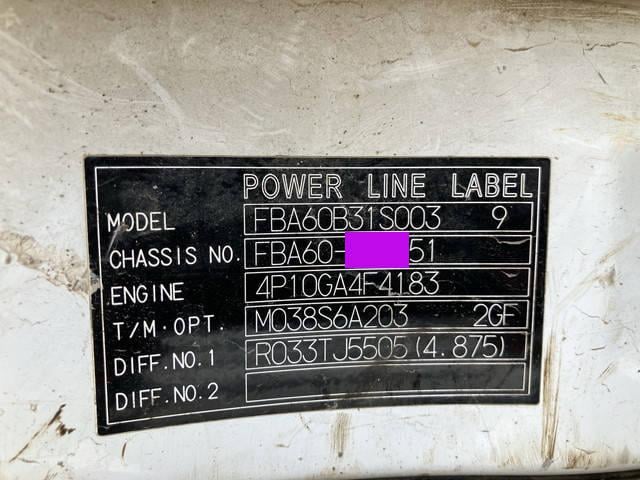 POWER LINE LABEL
MODEL FBA60B31S003 9
CHASSIS NO. FBA60- 51
ENGINE 4P10GA4F4183
T/M·OPT. M038S6A203 2GF
DIFF.NO.1 R033TJ5505(4.875)
DIFF.NO.2